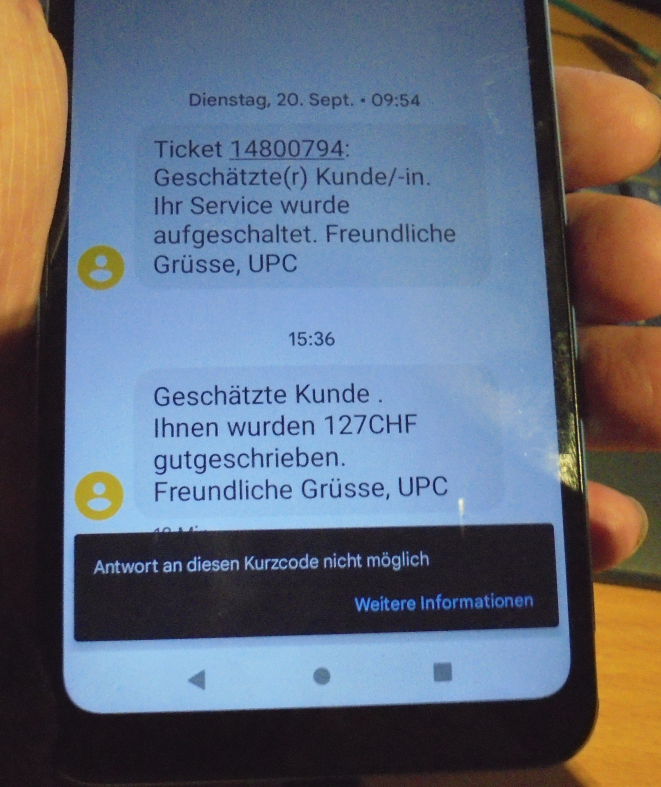 Dienstag, 20. Sept. • 09:54
Ticket 14800794:
Geschätzte(r) Kunde/-in.
Ihr Service wurde
aufgeschaltet. Freundliche
Grüsse, UPC
15:36
Geschätzte Kunde .
Ihnen wurden 127CHF
gutgeschrieben.
Freundliche Grüsse, UPC
Antwort an diesen Kurzcode nicht möglich
Weitere Informationen